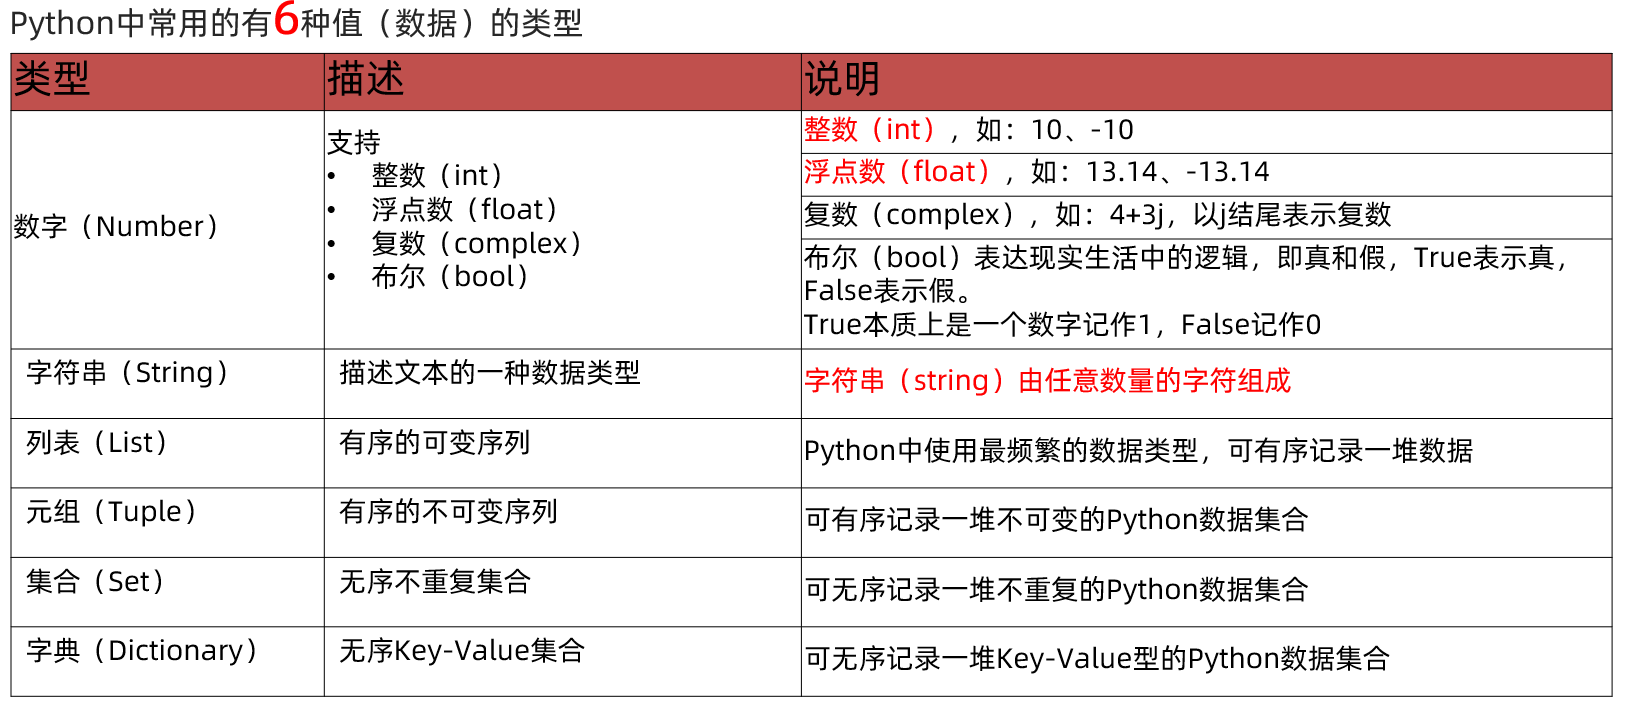 Python中常用的有6种值（数据）的类型
类型
描述
说明
数字（Number）
支持
• 整数（int）
• 浮点数（float）
• 复数（complex）
• 布尔（bool）
整数（int），如：10、-10
浮点数（float），如：13.14、-13.14
复数（complex），如：4+3j，以j结尾表示复数
布尔（bool）表达现实生活中的逻辑，即真和假，True表示真，
False表示假。
True本质上是一个数字记作1，False记作0
字符串（String）
描述文本的一种数据类型
字符串（string）由任意数量的字符组成
列表（List）
有序的可变序列
Python中使用最频繁的数据类型，可有序记录一堆数据
元组（Tuple）
有序的不可变序列
可有序记录一堆不可变的Python数据集合
集合（Set）
无序不重复集合
可无序记录一堆不重复的Python数据集合
字典（Dictionary）
无序Key-Value集合
可无序记录一堆Key-Value型的Python数据集合